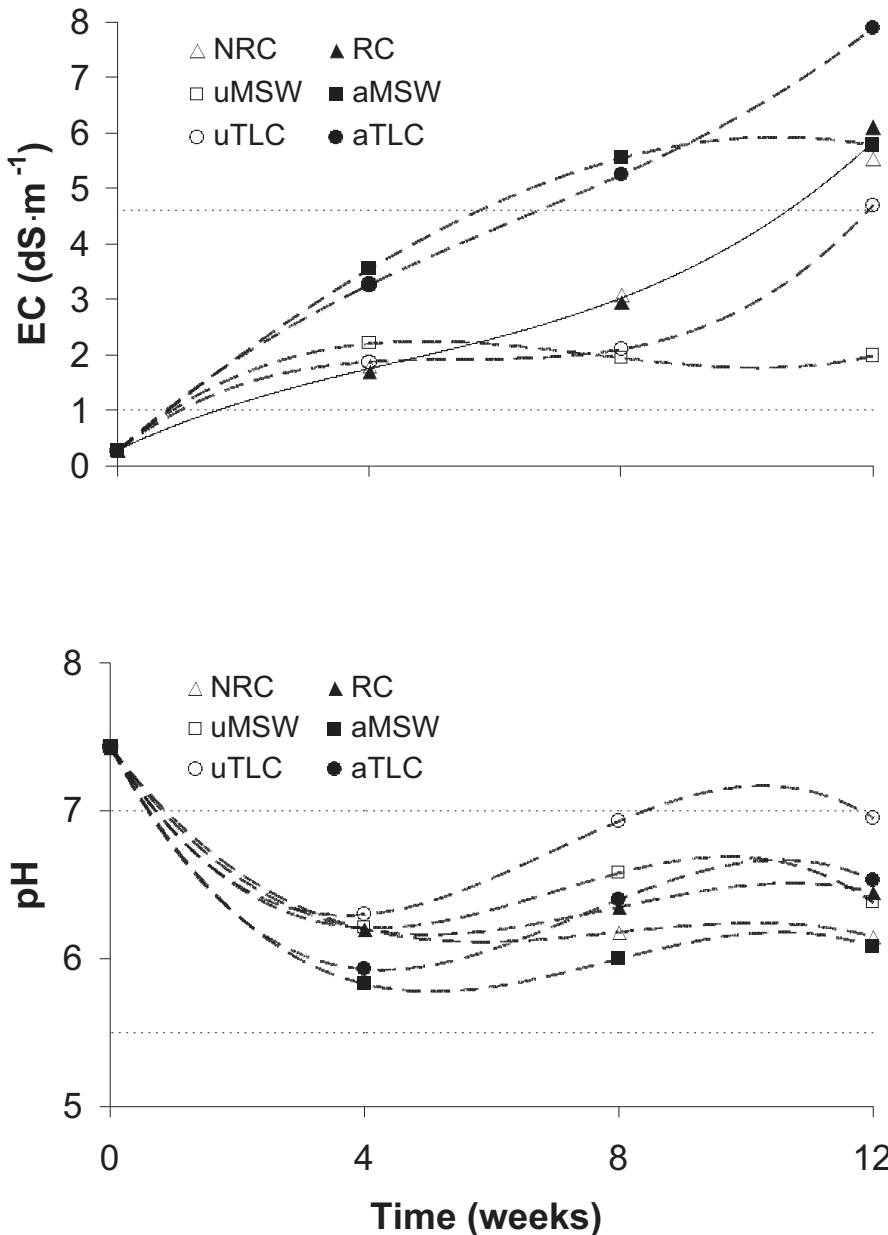 8
7
6
5
4
3
2
1
0
EC (dS·m⁻¹)
NRC RC
uMSW aMSW
uTLC aTLC
8
7
6
5
pH
NRC RC
uMSW aMSW
uTLC aTLC
0 4 8 12
Time (weeks)